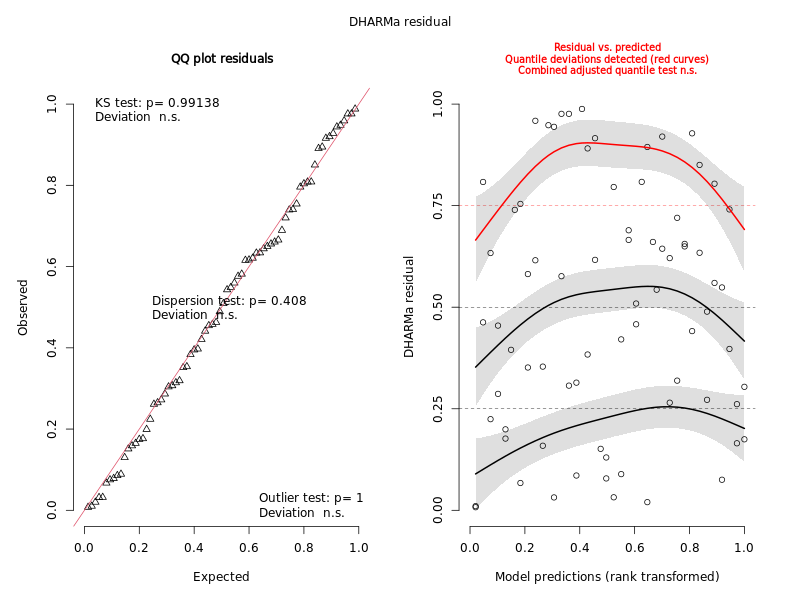 DHARMa residual
QQ plot residuals
KS test: p= 0.99138
Deviation n.s.
Dispersion test: p= 0.408
Deviation n.s.
Outlier test: p= 1
Deviation n.s.
Observed
0.0 0.2 0.4 0.6 0.8 1.0
0.0 0.2 0.4 0.6 0.8 1.0
Expected
Residual vs. predicted
Quantile deviations detected (red curves)
Combined adjusted quantile test n.s.
DHARMa residual
0.00 0.25 0.50 0.75 1.00
0.0 0.2 0.4 0.6 0.8 1.0
Model predictions (rank transformed)